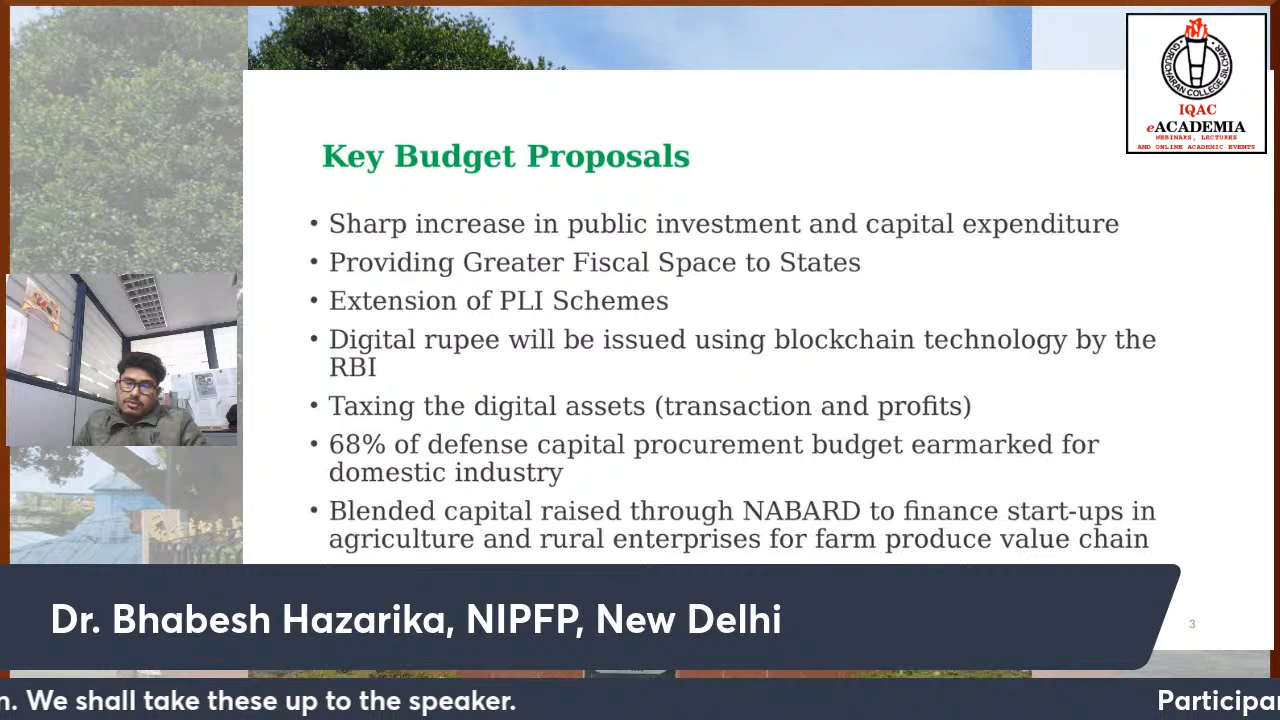 GURUCHARAN COLLEGE SILCHAR
IQAC
eACADEMIA
WEBINARS, LECTURES
AND ONLINE ACADEMIC EVENTS
Key Budget Proposals
• Sharp increase in public investment and capital expenditure
• Providing Greater Fiscal Space to States
• Extension of PLI Schemes
• Digital rupee will be issued using blockchain technology by the
RBI
• Taxing the digital assets (transaction and profits)
• 68% of defense capital procurement budget earmarked for
domestic industry
• Blended capital raised through NABARD to finance start-ups in
agriculture and rural enterprises for farm produce value chain
Dr. Bhabesh Hazarika, NIPFP, New Delhi
3
n. We shall take these up to the speaker.
Participan